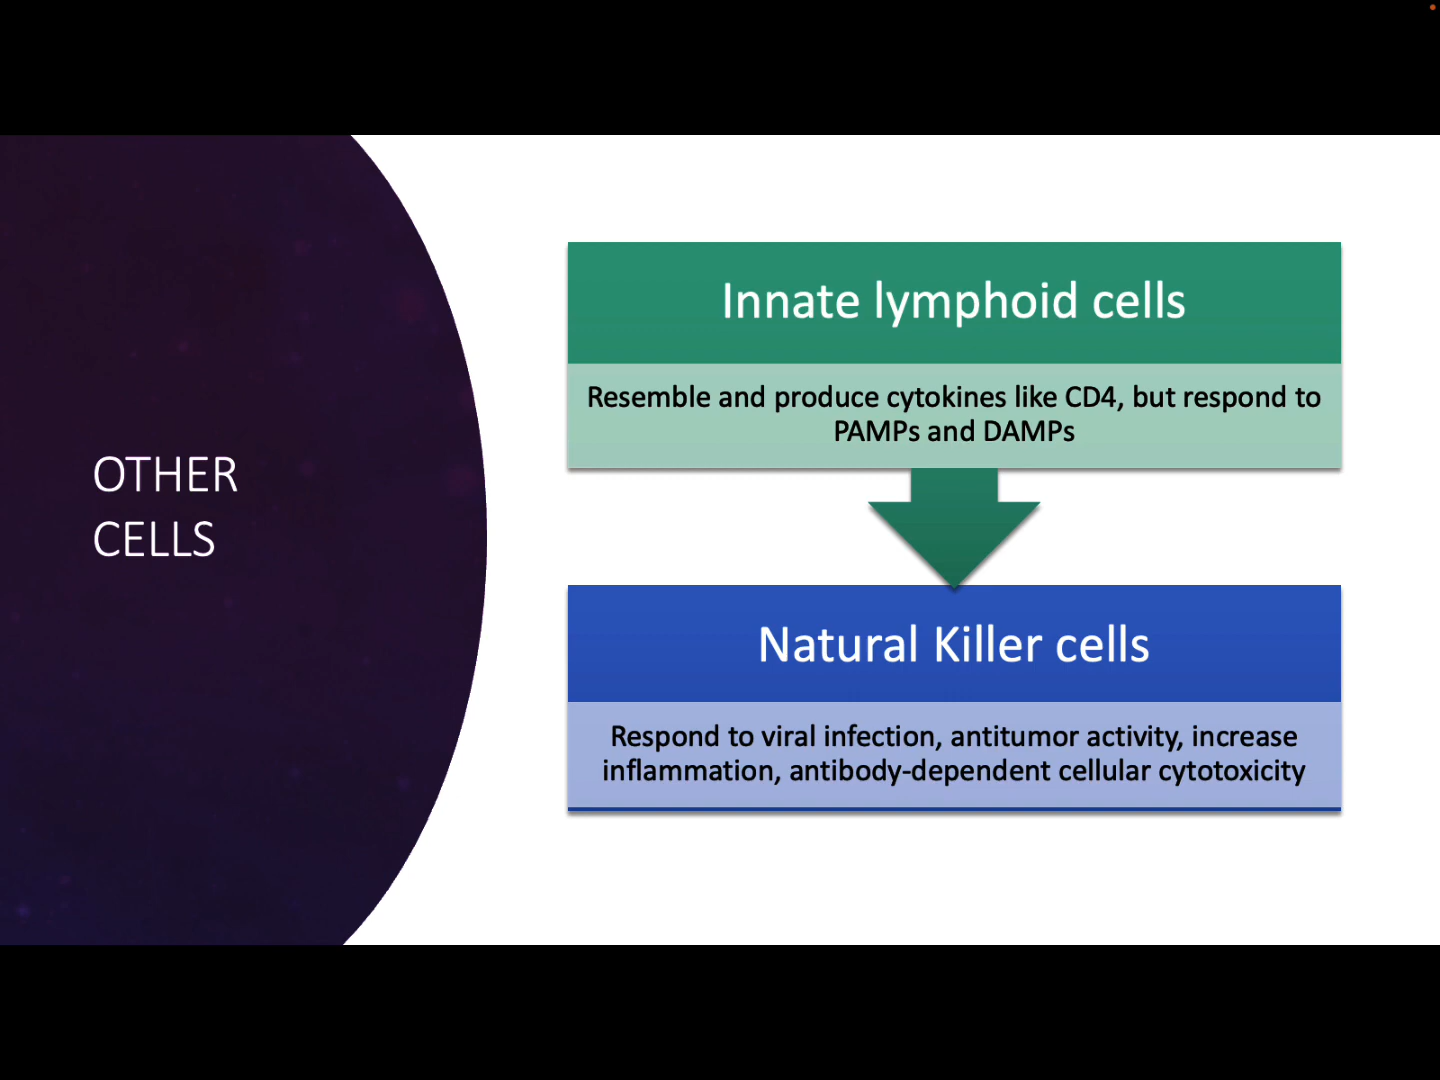 OTHER
CELLS
Innate lymphoid cells
Resemble and produce cytokines like CD4, but respond to
PAMPs and DAMPs
Natural Killer cells
Respond to viral infection, antitumor activity, increase
inflammation, antibody-dependent cellular cytotoxicity